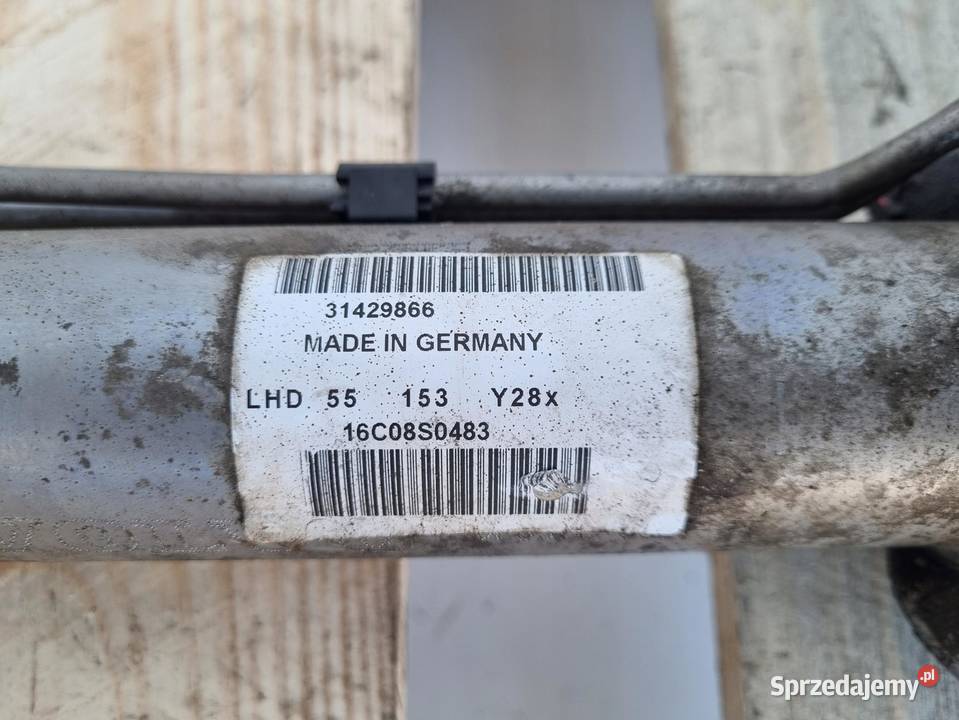 31429866
MADE IN GERMANY
LHD 55 153 Y28x
16C08S0483
Sprzedajemy.pl